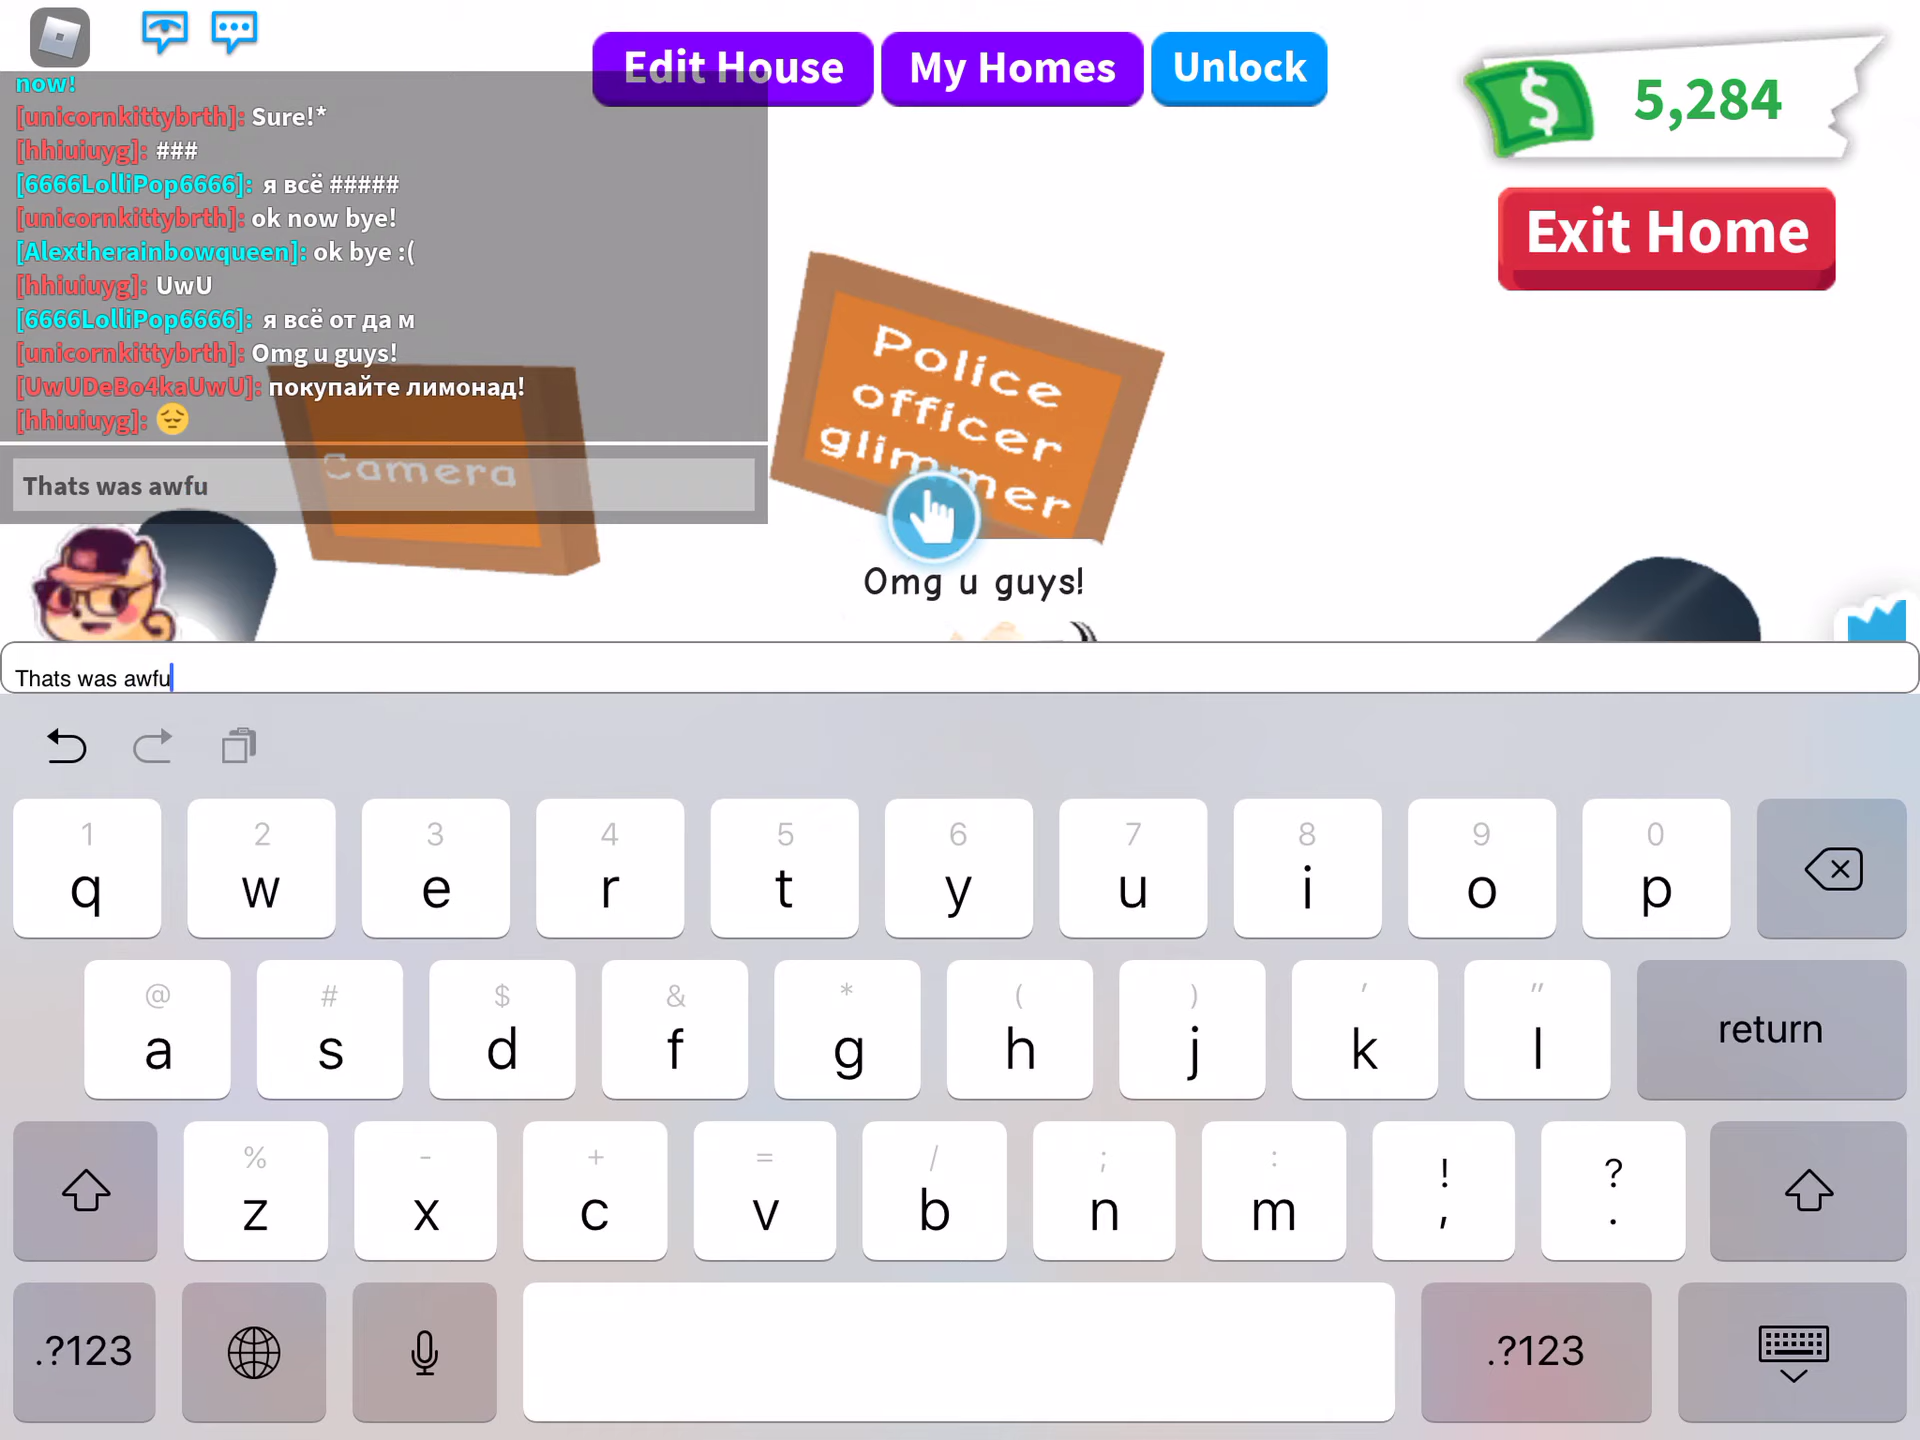 Edit House
My Homes
Unlock
5,284
Exit Home
now!
[unicornkittybrth]: Sure!*
[hhiuiuyg]: ###
[6666LolliPop6666]: я всё #####
[unicornkittybrth]: ok now bye!
[Alextherainbowqueen]: ok bye :(
[hhiuiuyg]: UwU
[6666LolliPop6666]: я всё от да м
[unicornkittybrth]: Omg u guys!
[UwUDeBo4kaUwU]: покупайте лимонад!
[hhiuiuyg]: 😔
Thats was awfu
Camera
Police
officer
glimmer
Omg u guys!
Thats was awfu
1 2 3 4 5 6 7 8 9 0
q w e r t y u i o p
@ # $ & * ( ) ' "
a s d f g h j k l return
% - + = / ; : ! ?
z x c v b n m , .
.?123 .?123